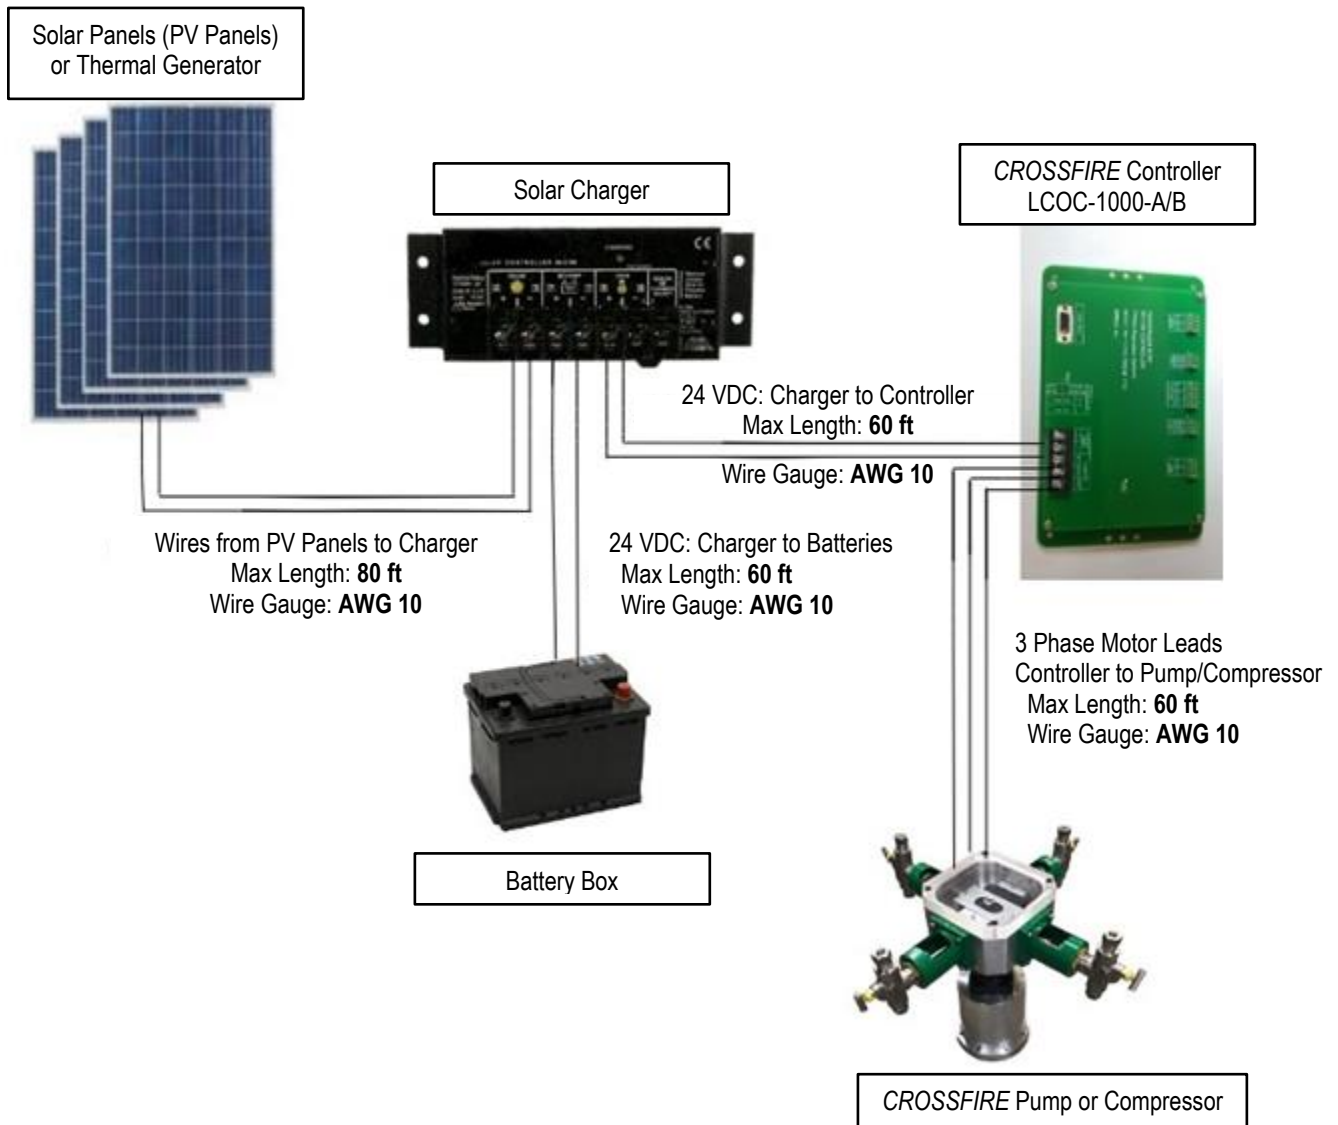 Solar Panels (PV Panels)
or Thermal Generator
Solar Charger
CROSSFIRE Controller
LCOC-1000-A/B
24 VDC: Charger to Controller
Max Length: 60 ft
Wire Gauge: AWG 10
Wires from PV Panels to Charger
Max Length: 80 ft
Wire Gauge: AWG 10
24 VDC: Charger to Batteries
Max Length: 60 ft
Wire Gauge: AWG 10
3 Phase Motor Leads
Controller to Pump/Compressor
Max Length: 60 ft
Wire Gauge: AWG 10
Battery Box
CROSSFIRE Pump or Compressor